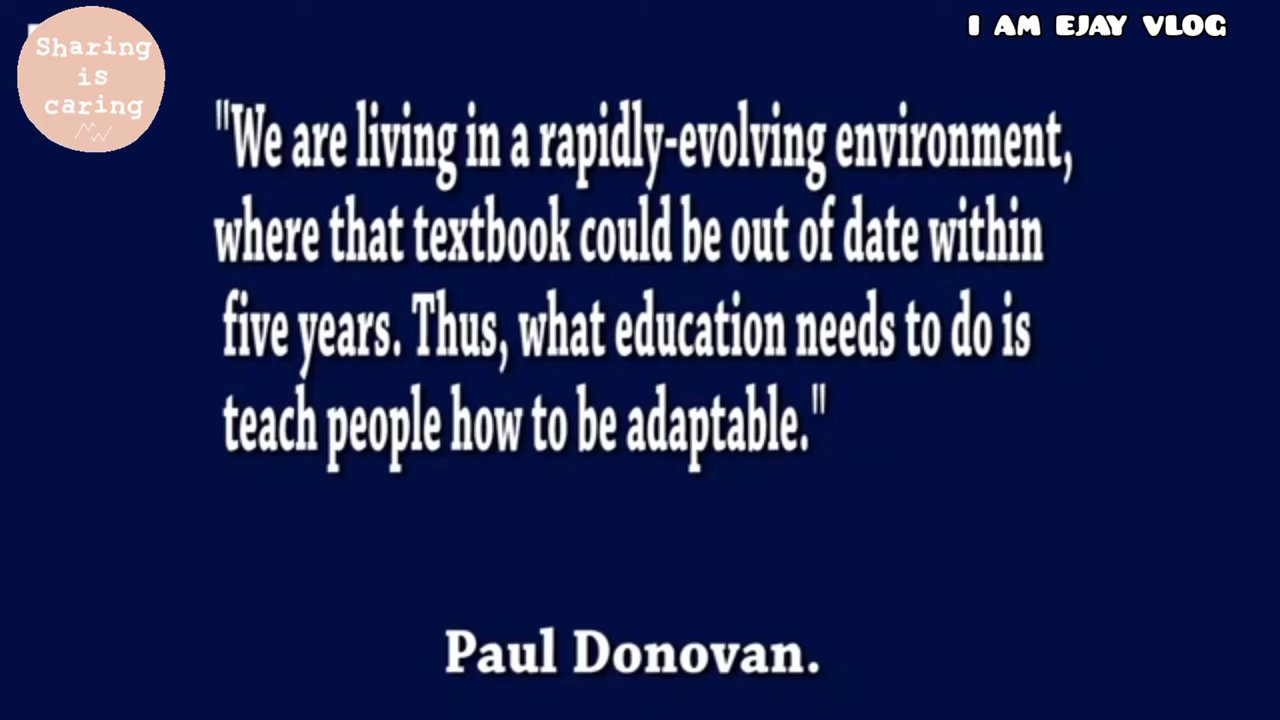 Sharing
is
caring
I AM EJAY VLOG
"We are living in a rapidly-evolving environment,
where that textbook could be out of date within
five years. Thus, what education needs to do is
teach people how to be adaptable."
Paul Donovan.